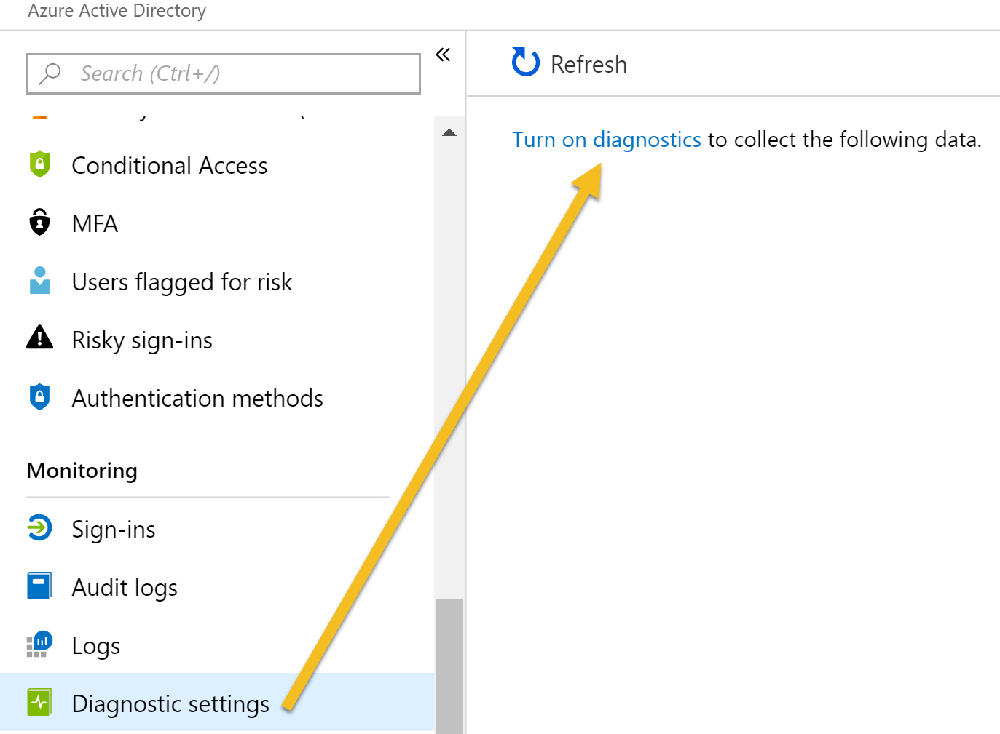 Azure Active Directory
Search (Ctrl+/)
Refresh
Turn on diagnostics to collect the following data.
Conditional Access
MFA
Users flagged for risk
Risky sign-ins
Authentication methods
Monitoring
Sign-ins
Audit logs
Logs
Diagnostic settings